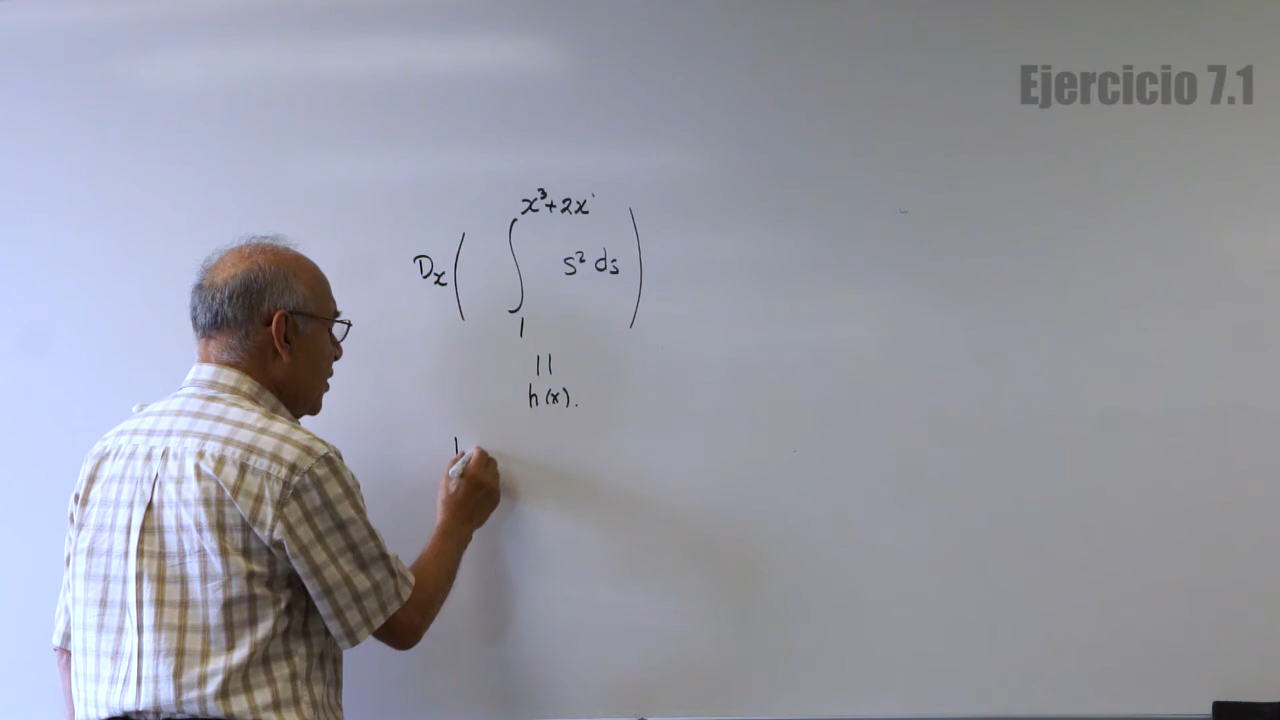 Ejercicio 7.1
x³+2x
Dx( ∫ s² ds )
1
||
h(x).